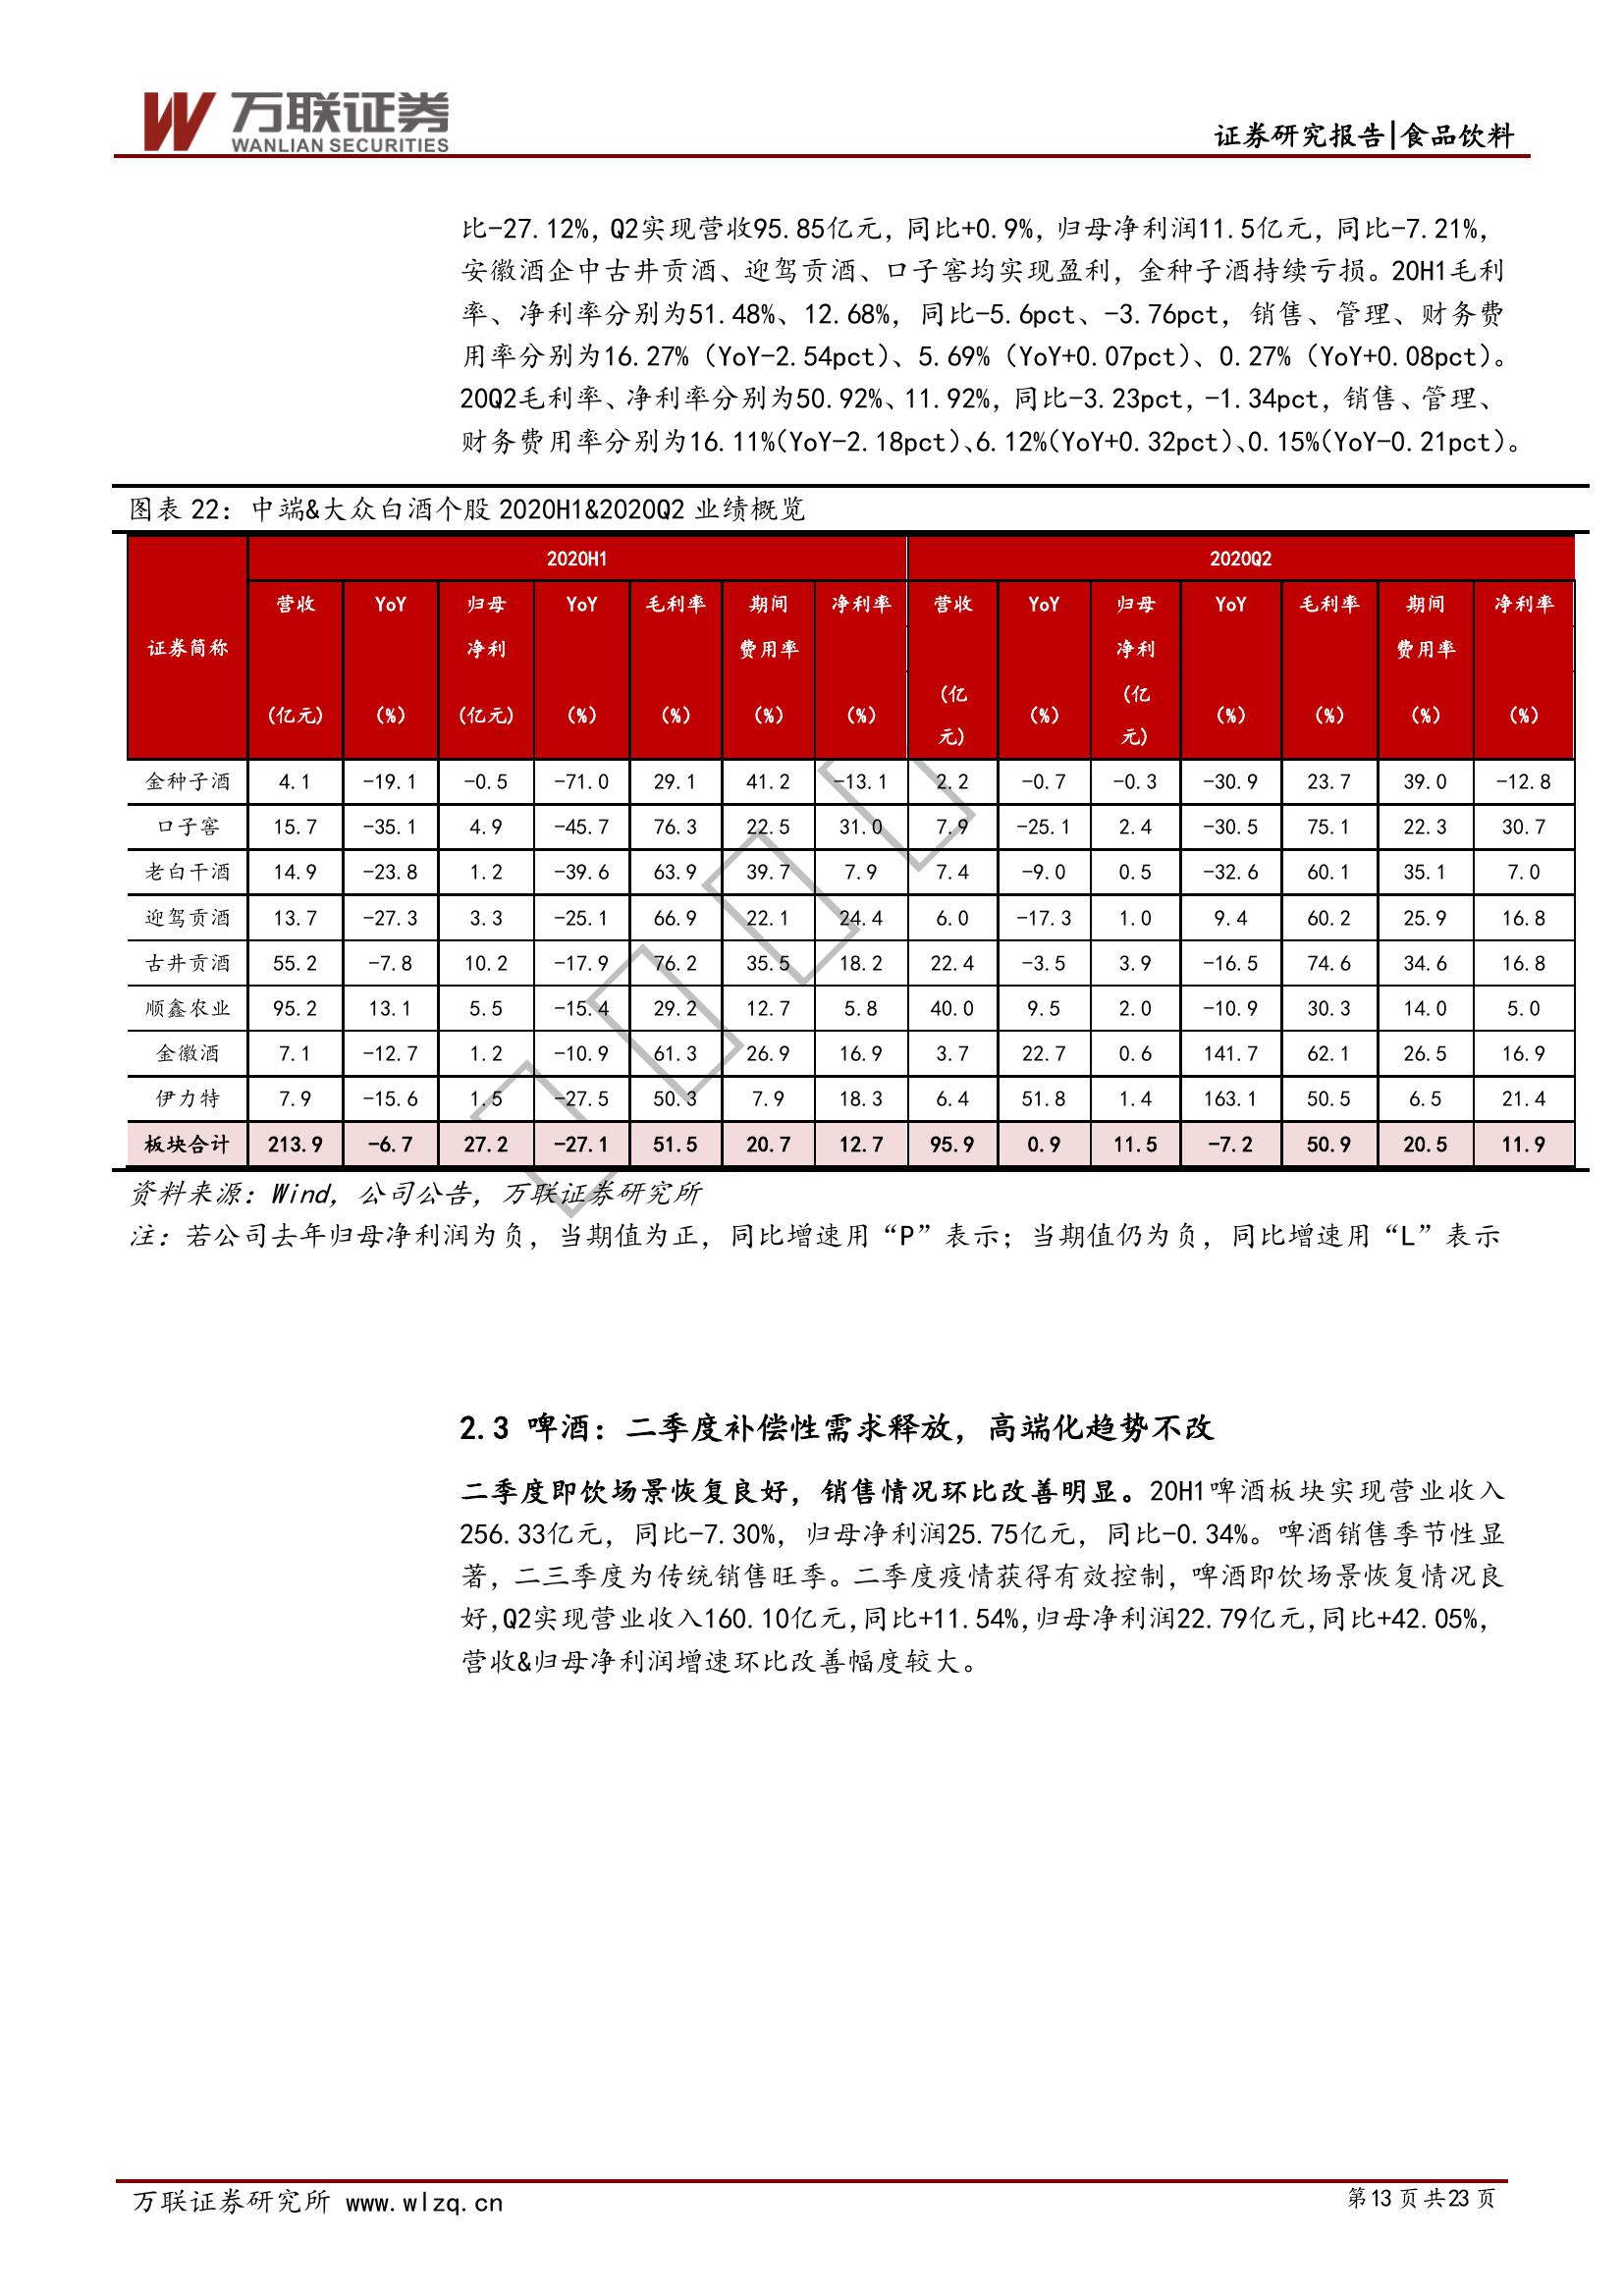 万联证券
WANLIAN SECURITIES
证券研究报告|食品饮料
比-27.12%，Q2实现营收95.85亿元，同比+0.9%，归母净利润11.5亿元，同比-7.21%，
安徽酒企中古井贡酒、迎驾贡酒、口子窖均实现盈利，金种子酒持续亏损。20H1毛利
率、净利率分别为51.48%、12.68%，同比-5.6pct、-3.76pct，销售、管理、财务费
用率分别为16.27%（YoY-2.54pct）、5.69%（YoY+0.07pct）、0.27%（YoY+0.08pct）。
20Q2毛利率、净利率分别为50.92%、11.92%，同比-3.23pct，-1.34pct，销售、管理、
财务费用率分别为16.11%(YoY-2.18pct)、6.12%(YoY+0.32pct)、0.15%(YoY-0.21pct)。
图表 22：中端&大众白酒个股 2020H1&2020Q2 业绩概览
2020H1 2020Q2
营收 YoY 归母 YoY 毛利率 期间 净利率 营收 YoY 归母 YoY 毛利率 期间 净利率
证券简称 净利 费用率 净利 费用率
(亿元) (%) (亿元) (%) (%) (%) (%) (亿 (%) (亿 (%) (%) (%) (%)
元) 元)
金种子酒 4.1 -19.1 -0.5 -71.0 29.1 41.2 -13.1 2.2 -0.7 -0.3 -30.9 23.7 39.0 -12.8
口子窖 15.7 -35.1 4.9 -45.7 76.3 22.5 31.0 7.9 -25.1 2.4 -30.5 75.1 22.3 30.7
老白干酒 14.9 -23.8 1.2 -39.6 63.9 39.7 7.9 7.4 -9.0 0.5 -32.6 60.1 35.1 7.0
迎驾贡酒 13.7 -27.3 3.3 -25.1 66.9 22.1 24.4 6.0 -17.3 1.0 9.4 60.2 25.9 16.8
古井贡酒 55.2 -7.8 10.2 -17.9 76.2 35.5 18.2 22.4 -3.5 3.9 -16.5 74.6 34.6 16.8
顺鑫农业 95.2 13.1 5.5 -15.4 29.2 12.7 5.8 40.0 9.5 2.0 -10.9 30.3 14.0 5.0
金徽酒 7.1 -12.7 1.2 -10.9 61.3 26.9 16.9 3.7 22.7 0.6 141.7 62.1 26.5 16.9
伊力特 7.9 -15.6 1.5 -27.5 50.3 7.9 18.3 6.4 51.8 1.4 163.1 50.5 6.5 21.4
板块合计 213.9 -6.7 27.2 -27.1 51.5 20.7 12.7 95.9 0.9 11.5 -7.2 50.9 20.5 11.9
资料来源：Wind，公司公告，万联证券研究所
注：若公司去年归母净利润为负，当期值为正，同比增速用“P”表示；当期值仍为负，同比增速用“L”表示
2.3 啤酒：二季度补偿性需求释放，高端化趋势不改
二季度即饮场景恢复良好，销售情况环比改善明显。20H1啤酒板块实现营业收入
256.33亿元，同比-7.30%，归母净利润25.75亿元，同比-0.34%。啤酒销售季节性显
著，二三季度为传统销售旺季。二季度疫情获得有效控制，啤酒即饮场景恢复情况良
好，Q2实现营业收入160.10亿元，同比+11.54%，归母净利润22.79亿元，同比+42.05%，
营收&归母净利润增速环比改善幅度较大。
万联证券研究所 www.wlzq.cn
第13 页 共23 页